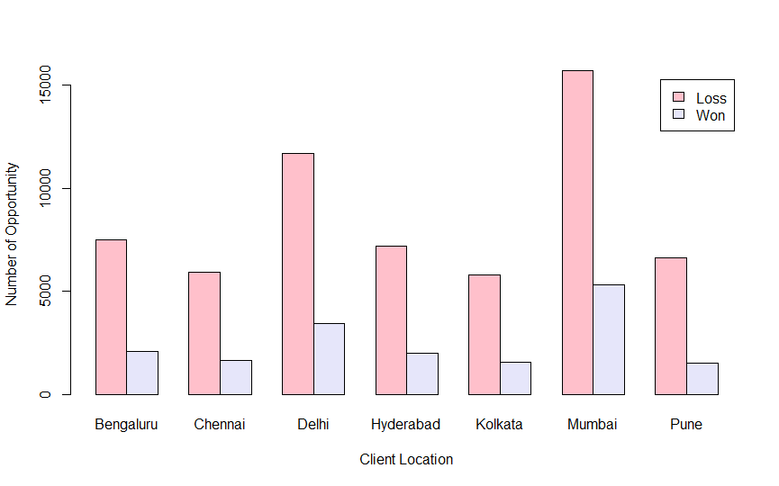 Number of Opportunity
15000
10000
5000
0
Loss
Won
Bengaluru Chennai Delhi Hyderabad Kolkata Mumbai Pune
Client Location